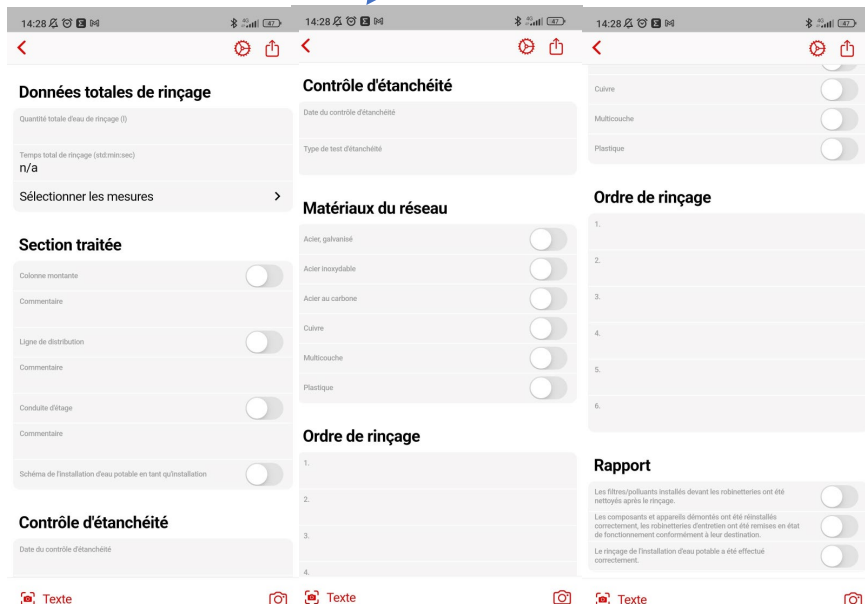 14:28
4G
47
Données totales de rinçage
Quantité totale d'eau de rinçage (l)
Temps total de rinçage (std:min:sec)
n/a
Sélectionner les mesures
Section traitée
Colonne montante
Commentaire
Ligne de distribution
Commentaire
Conduite d'étage
Commentaire
Schéma de l'installation d'eau potable en tant qu'installation
Contrôle d'étanchéité
Date du contrôle d'étanchéité
Texte
14:28
4G
47
Contrôle d'étanchéité
Date du contrôle d'étanchéité
Type de test d'étanchéité
Matériaux du réseau
Acier, galvanisé
Acier inoxydable
Acier au carbone
Cuivre
Multicouche
Plastique
Ordre de rinçage
1.
2.
3.
4.
Texte
14:28
4G
47
Cuivre
Multicouche
Plastique
Ordre de rinçage
1.
2.
3.
4.
5.
6.
Rapport
Les filtres/polluants installés devant les robinetteries ont été
nettoyés après le rinçage.
Les composants et appareils démontés ont été réinstallés
correctement, les robinetteries d'entretien ont été remises en état
de fonctionnement conformément à leur destination.
Le rinçage de l'installation d'eau potable a été effectué
correctement.
Texte